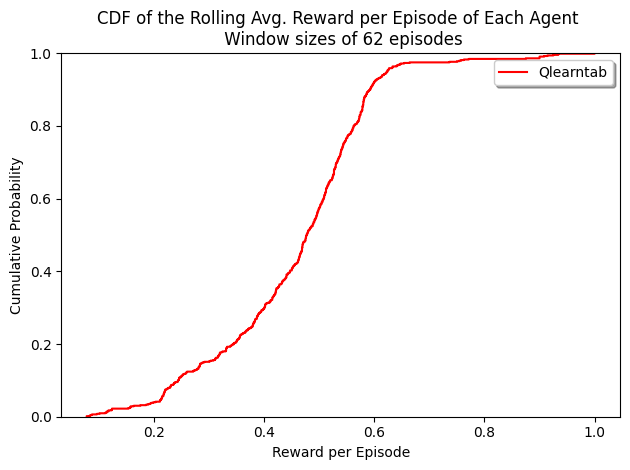 CDF of the Rolling Avg. Reward per Episode of Each Agent
Window sizes of 62 episodes
Qlearntab
1.0
0.8
0.6
0.4
0.2
0.0
Cumulative Probability
0.2 0.4 0.6 0.8 1.0
Reward per Episode